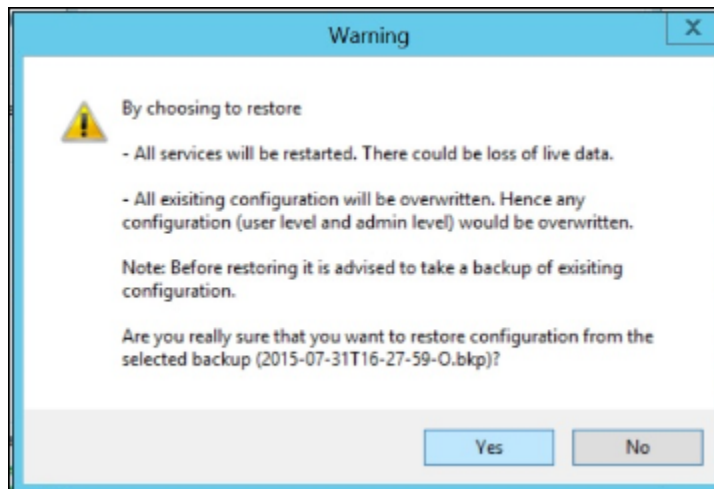 Warning
X
By choosing to restore
- All services will be restarted. There could be loss of live data.
- All exisiting configuration will be overwritten. Hence any
configuration (user level and admin level) would be overwritten.
Note: Before restoring it is advised to take a backup of exisiting
configuration.
Are you really sure that you want to restore configuration from the
selected backup (2015-07-31T16-27-59-O.bkp)?
Yes
No